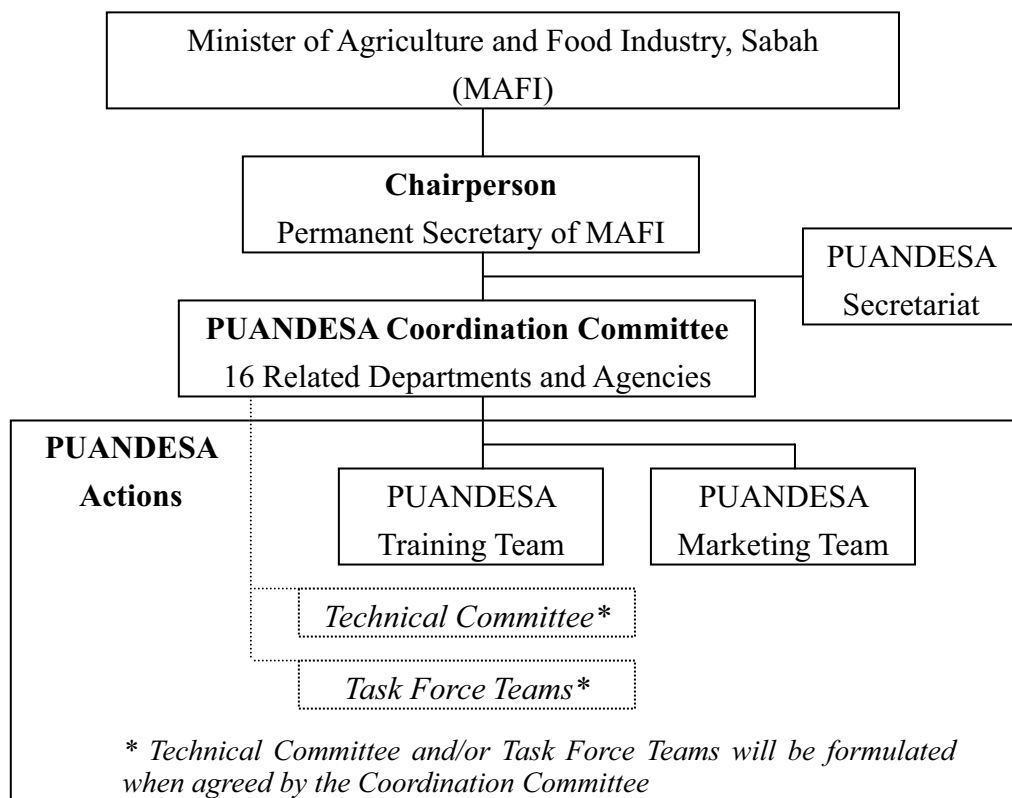 Minister of Agriculture and Food Industry, Sabah
(MAFI)
Chairperson
Permanent Secretary of MAFI
PUANDESA
Secretariat
PUANDESA Coordination Committee
16 Related Departments and Agencies
PUANDESA
Actions
PUANDESA
Training Team
PUANDESA
Marketing Team
Technical Committee*
Task Force Teams*
* Technical Committee and/or Task Force Teams will be formulated
when agreed by the Coordination Committee